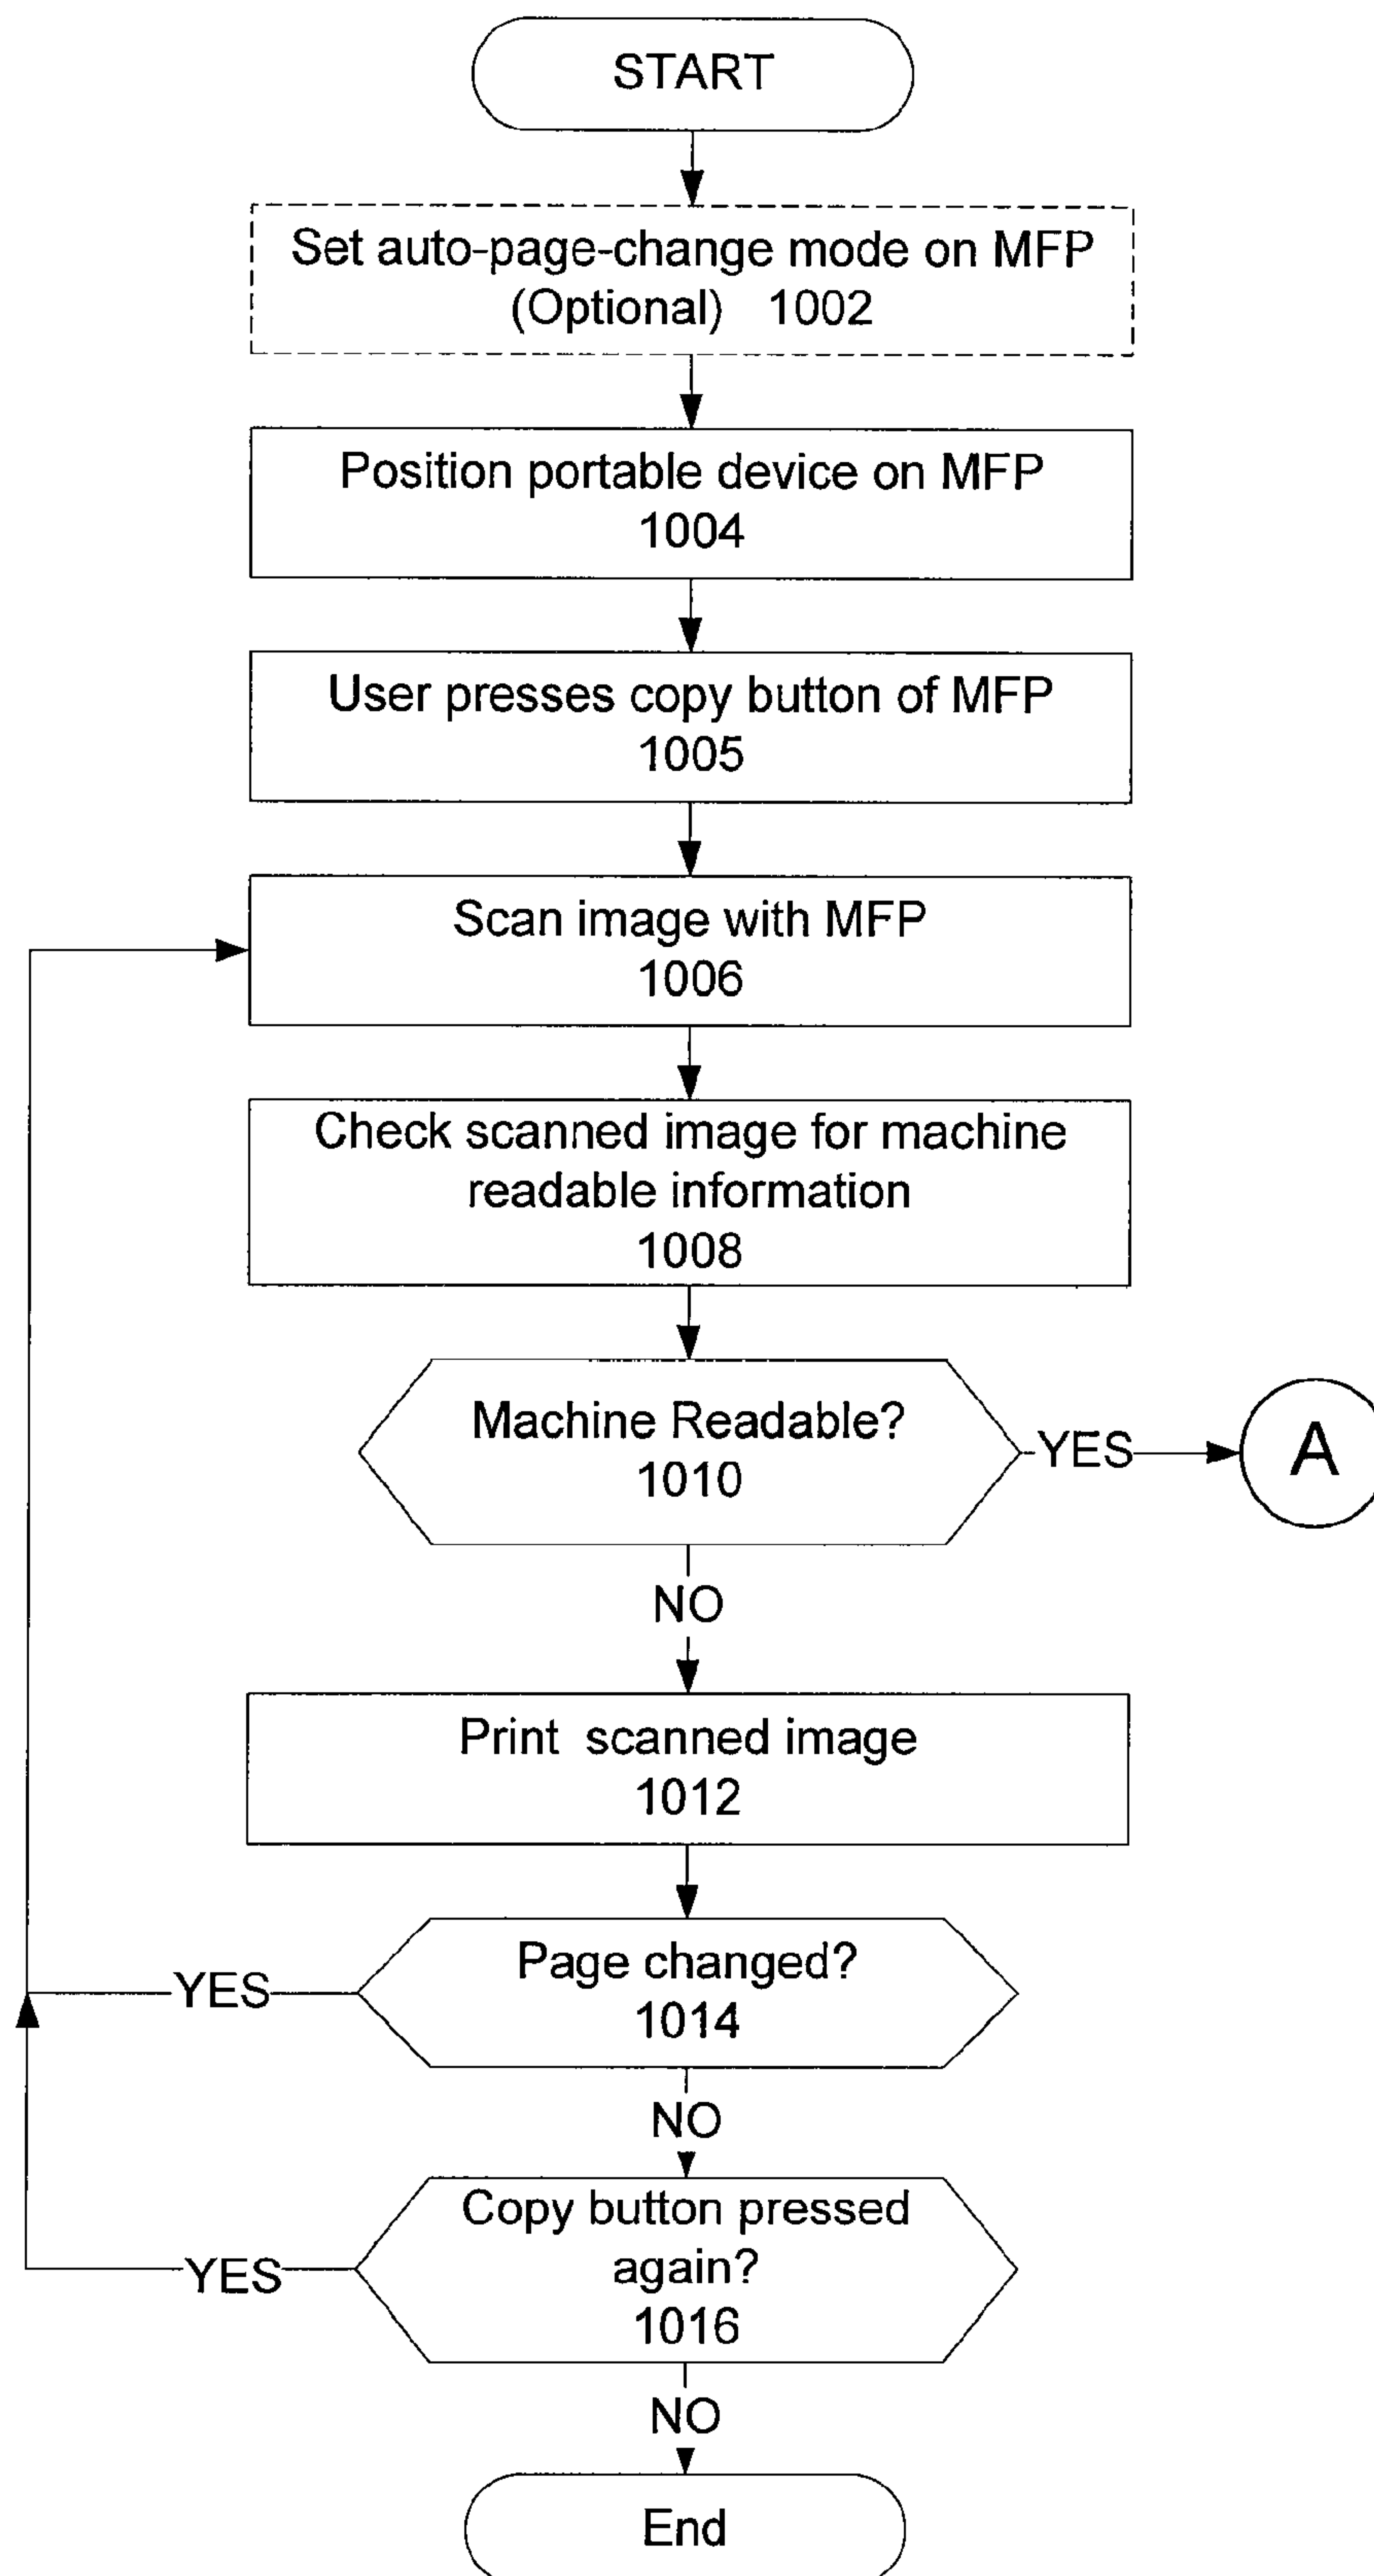 START
Set auto-page-change mode on MFP
(Optional) 1002
Position portable device on MFP
1004
User presses copy button of MFP
1005
Scan image with MFP
1006
Check scanned image for machine
readable information
1008
Machine Readable?
1010
YES
A
NO
Print scanned image
1012
Page changed?
1014
YES
NO
Copy button pressed
again?
1016
YES
NO
End